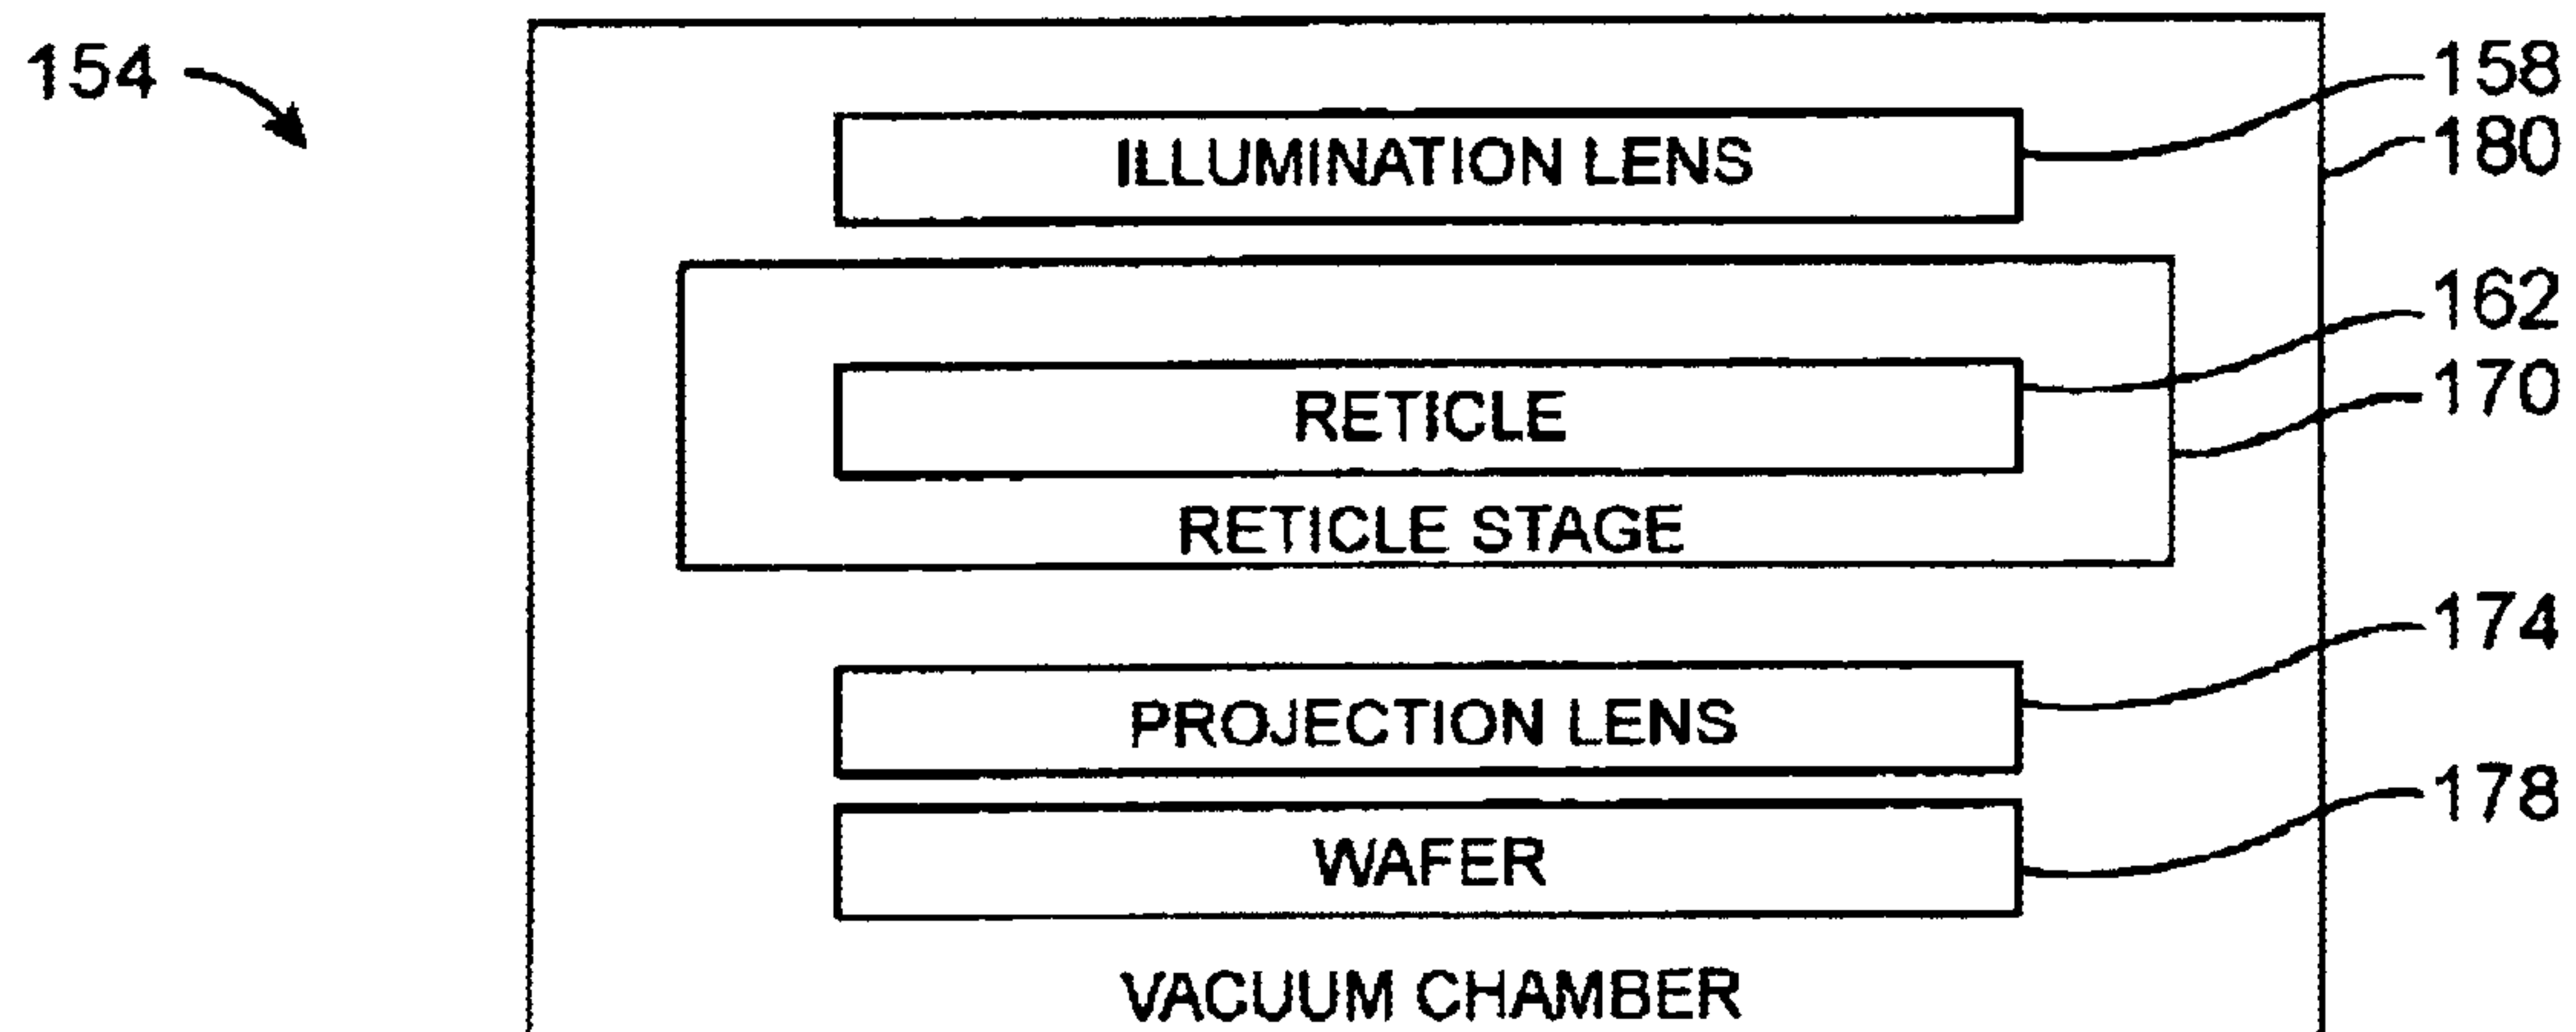 154
158
ILLUMINATION LENS
180
162
170
RETICLE
RETICLE STAGE
174
PROJECTION LENS
178
WAFER
VACUUM CHAMBER